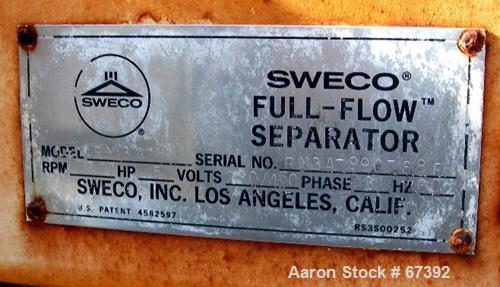 SWECO
®
SWECO®
FULL-FLOW™
SEPARATOR
MODEL SERIAL NO.
RPM HP VOLTS PHASE HZ
SWECO, INC. LOS ANGELES, CALIF.
U.S. PATENT 4582597 RS3S00252
Aaron Stock # 67392